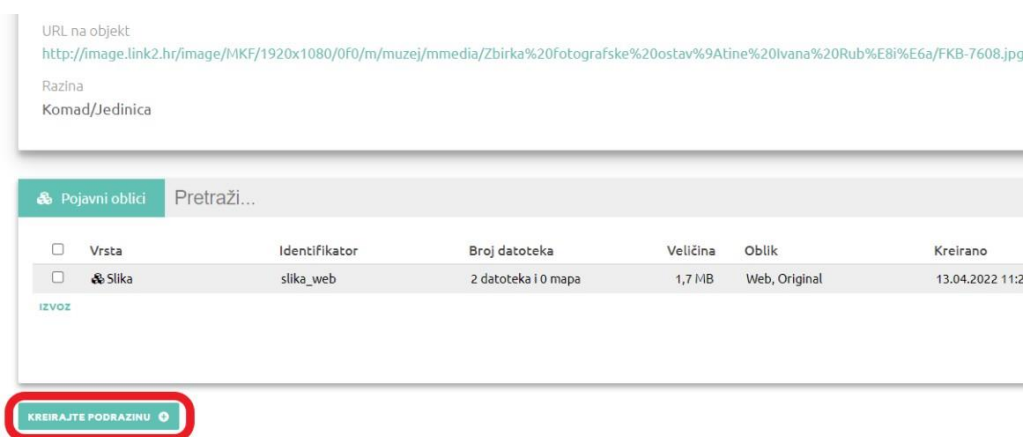 URL na objekt
http://image.link2.hr/image/MKF/1920x1080/0f0/m/muzej/mmedia/Zbirka%20fotografske%20ostav%9Atine%20Ivana%20Rub%E8i%E6a/FKB-7608.jpg
Razina
Komad/Jedinica
Pojavni oblici Pretraži...
Vrsta Identifikator Broj datoteka Veličina Oblik Kreirano
Slika slika_web 2 datoteka i 0 mapa 1,7 MB Web, Original 13.04.2022 11:2
IZVOZ
KREIRAJTE PODRAZINU